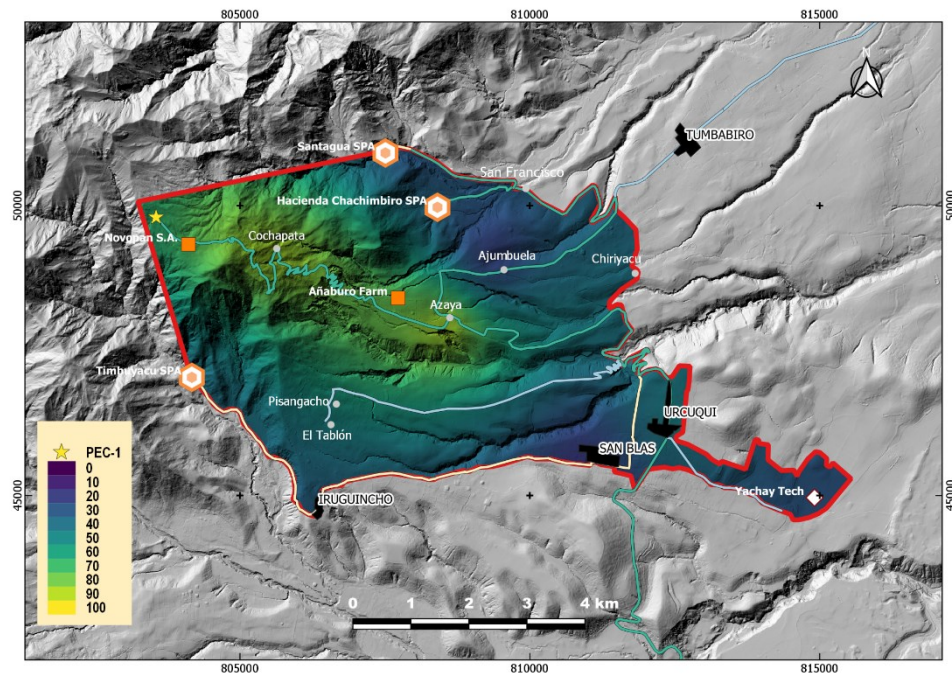 805000
810000
815000
TUMBABIRO
Santagua SPA
San Francisco
Hacienda Chachimbiro SPA
50000
50000
Novopan S.A.
Cochapata
Ajumbuela
Chiriyacu
Añaburo Farm
Azaya
Timbuyacu SPA
Pisangacho
URCUQUI
El Tablón
SAN BLAS
PEC-1
0
10
20
30
40
50
60
70
80
90
100
IRUGUINCHO
Yachay Tech
45000
45000
0 1 2 3 4 km
805000
810000
815000